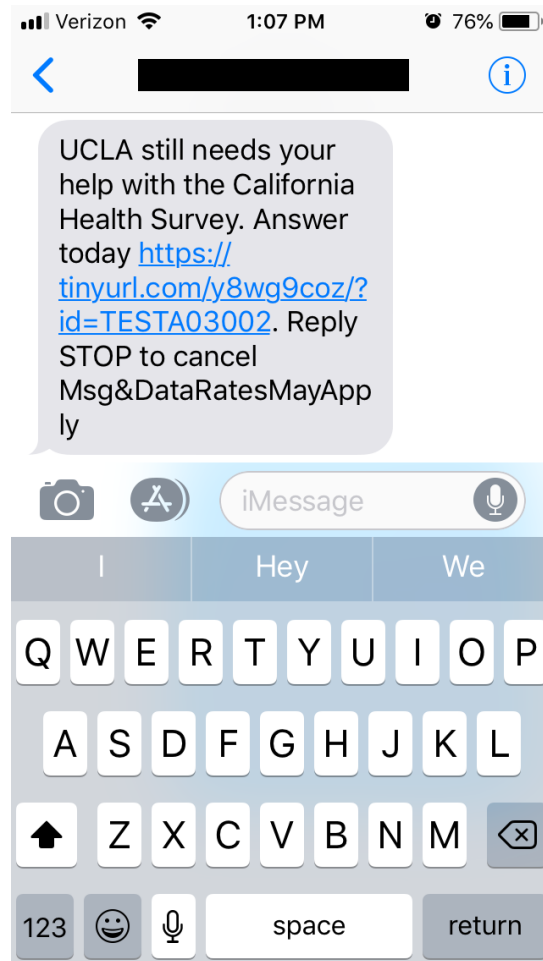 Verizon 1:07 PM 76%
UCLA still needs your
help with the California
Health Survey. Answer
today https://
tinyurl.com/y8wg9coz/?
id=TESTA03002. Reply
STOP to cancel
Msg&DataRatesMayApp
ly
iMessage
I Hey We
Q W E R T Y U I O P
A S D F G H J K L
Z X C V B N M
123 space return